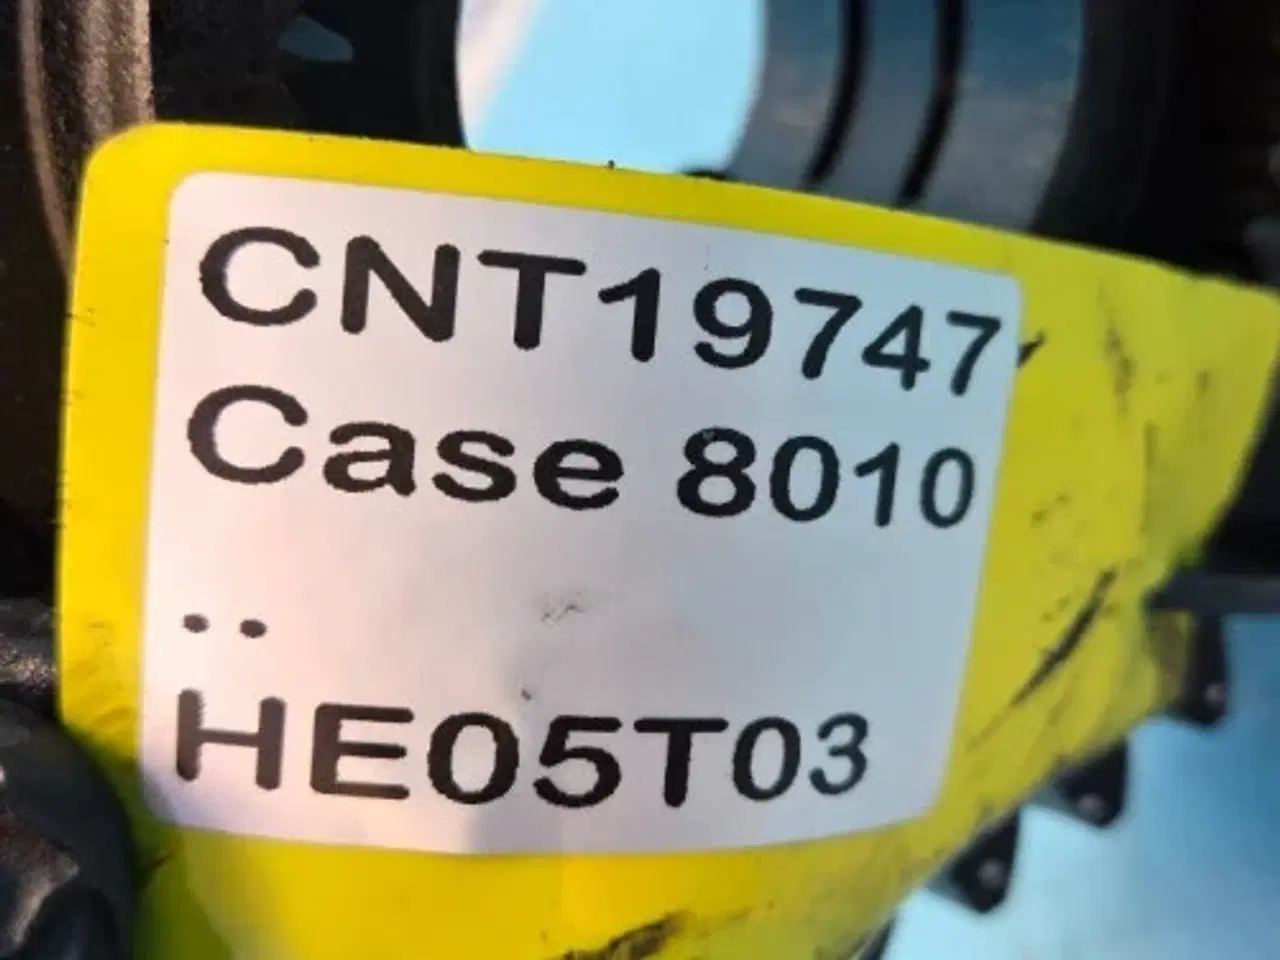 CNT19747
Case 8010
..
HE05T03